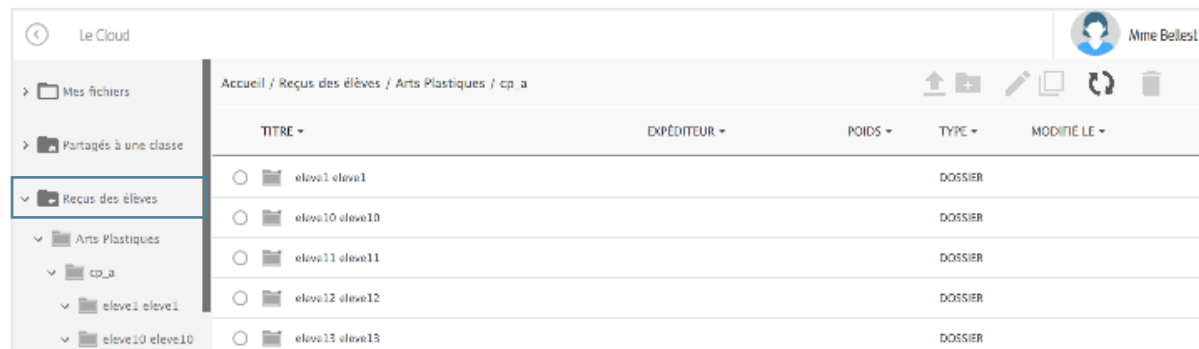 Le Cloud
Mme Bellest
Mes fichiers
Partagés à une classe
Reçus des élèves
Arts Plastiques
cp_a
eleve1 eleve1
eleve10 eleve10
Accueil / Reçus des élèves / Arts Plastiques / cp_a
TITRE EXPÉDITEUR POIDS TYPE MODIFIÉ LE
eleve1 eleve1 DOSSIER
eleve10 eleve10 DOSSIER
eleve11 eleve11 DOSSIER
eleve12 eleve12 DOSSIER
eleve13 eleve13 DOSSIER